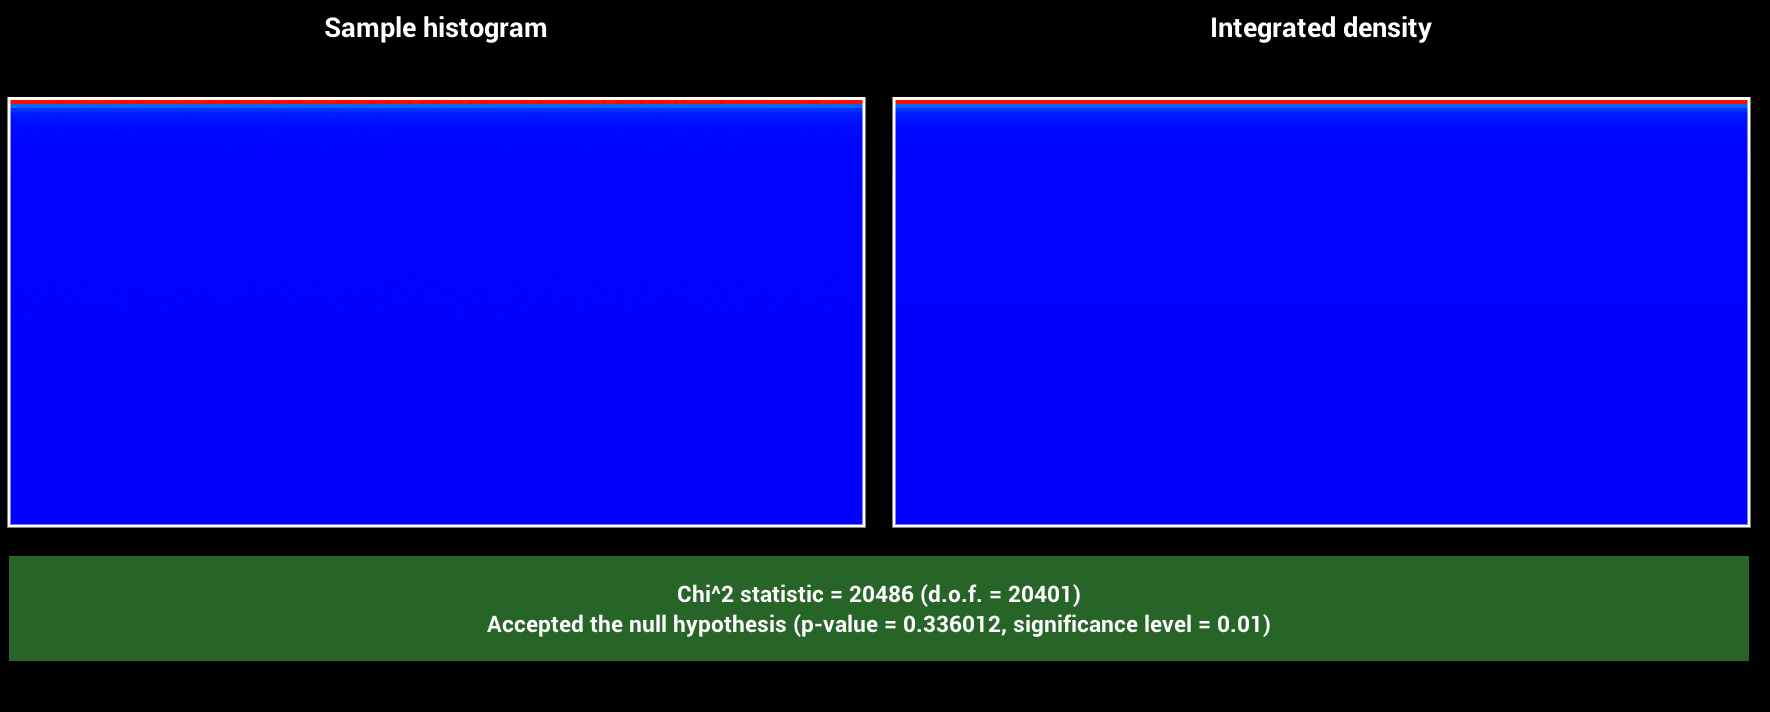 Sample histogram
Integrated density
Chi^2 statistic = 20486 (d.o.f. = 20401)
Accepted the null hypothesis (p-value = 0.336012, significance level = 0.01)